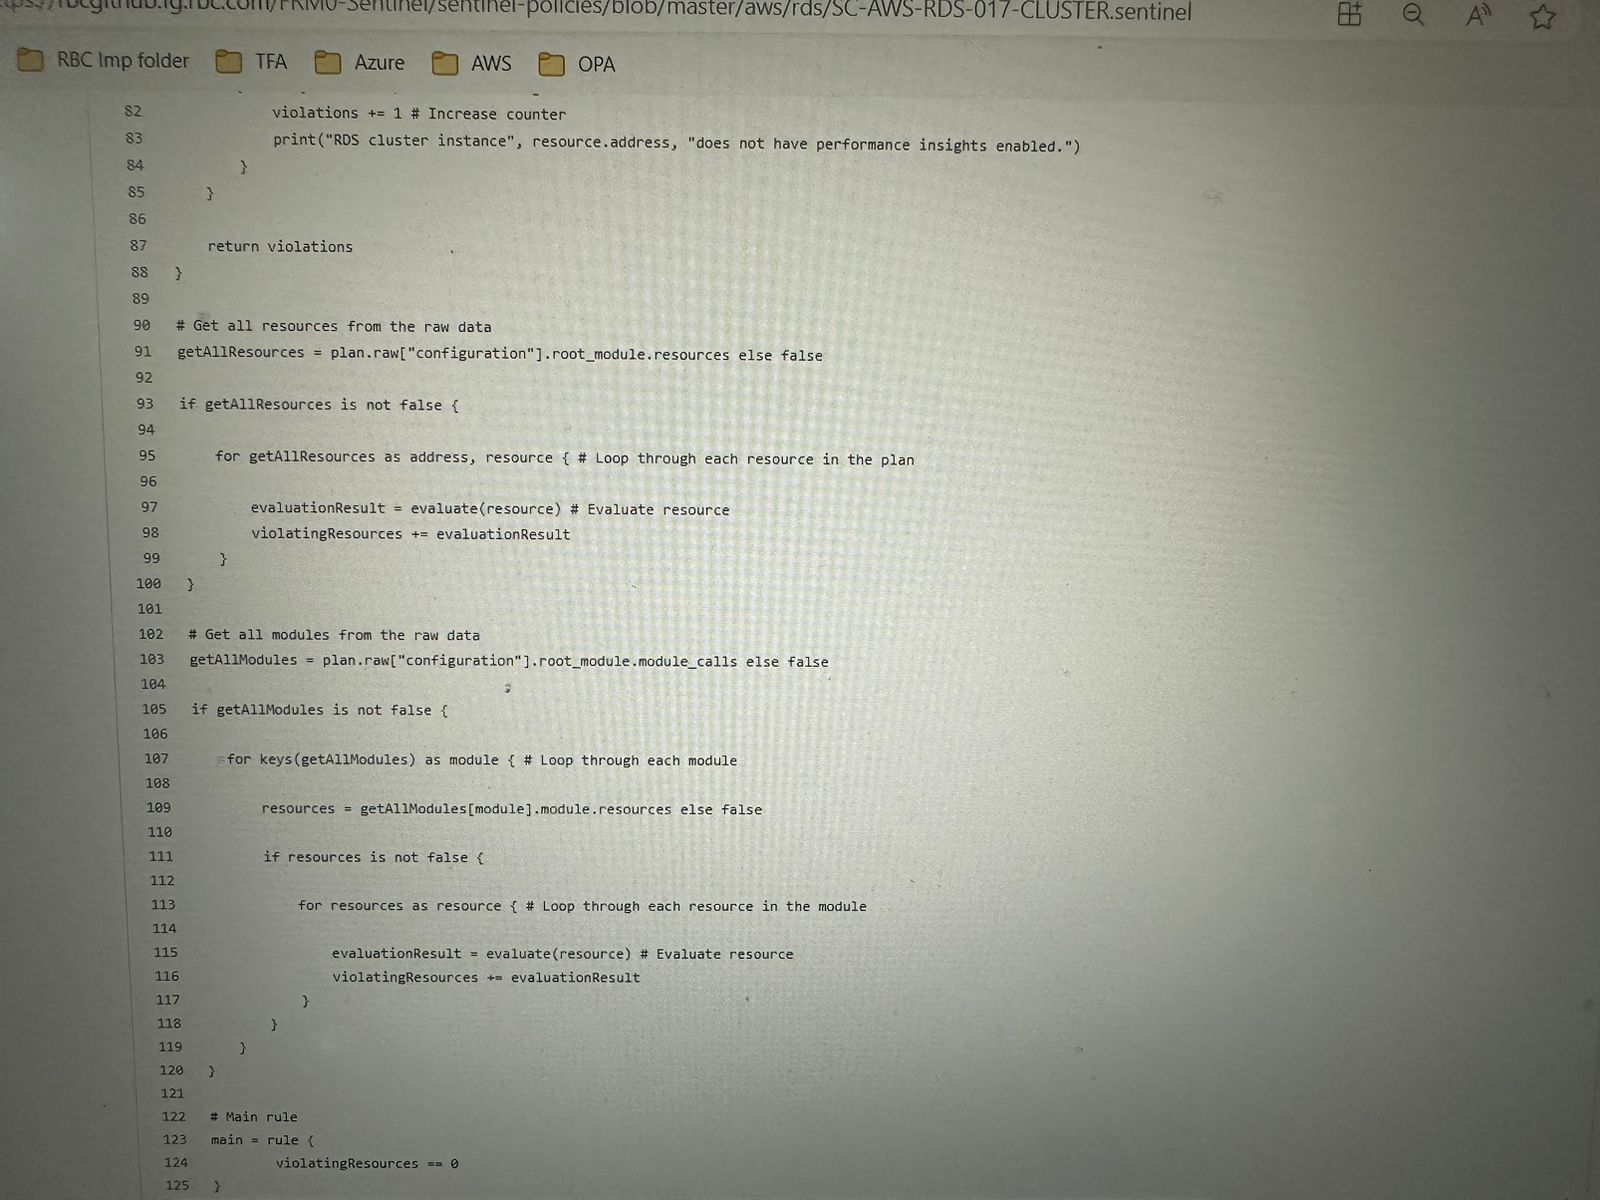 /FRM0-Sentinel/sentinel-policies/blob/master/aws/rds/SC-AWS-RDS-017-CLUSTER.sentinel
RBC Imp folder TFA Azure AWS OPA
82 violations += 1 # Increase counter
83 print("RDS cluster instance", resource.address, "does not have performance insights enabled.")
84 }
85 }
86
87 return violations
88 }
89
90 # Get all resources from the raw data
91 getAllResources = plan.raw["configuration"].root_module.resources else false
92
93 if getAllResources is not false {
94
95 for getAllResources as address, resource { # Loop through each resource in the plan
96
97 evaluationResult = evaluate(resource) # Evaluate resource
98 violatingResources += evaluationResult
99 }
100 }
101
102 # Get all modules from the raw data
103 getAllModules = plan.raw["configuration"].root_module.module_calls else false
104
105 if getAllModules is not false {
106
107 for keys(getAllModules) as module { # Loop through each module
108
109 resources = getAllModules[module].module.resources else false
110
111 if resources is not false {
112
113 for resources as resource { # Loop through each resource in the module
114
115 evaluationResult = evaluate(resource) # Evaluate resource
116 violatingResources += evaluationResult
117 }
118 }
119 }
120 }
121
122 # Main rule
123 main = rule {
124 violatingResources == 0
125 }